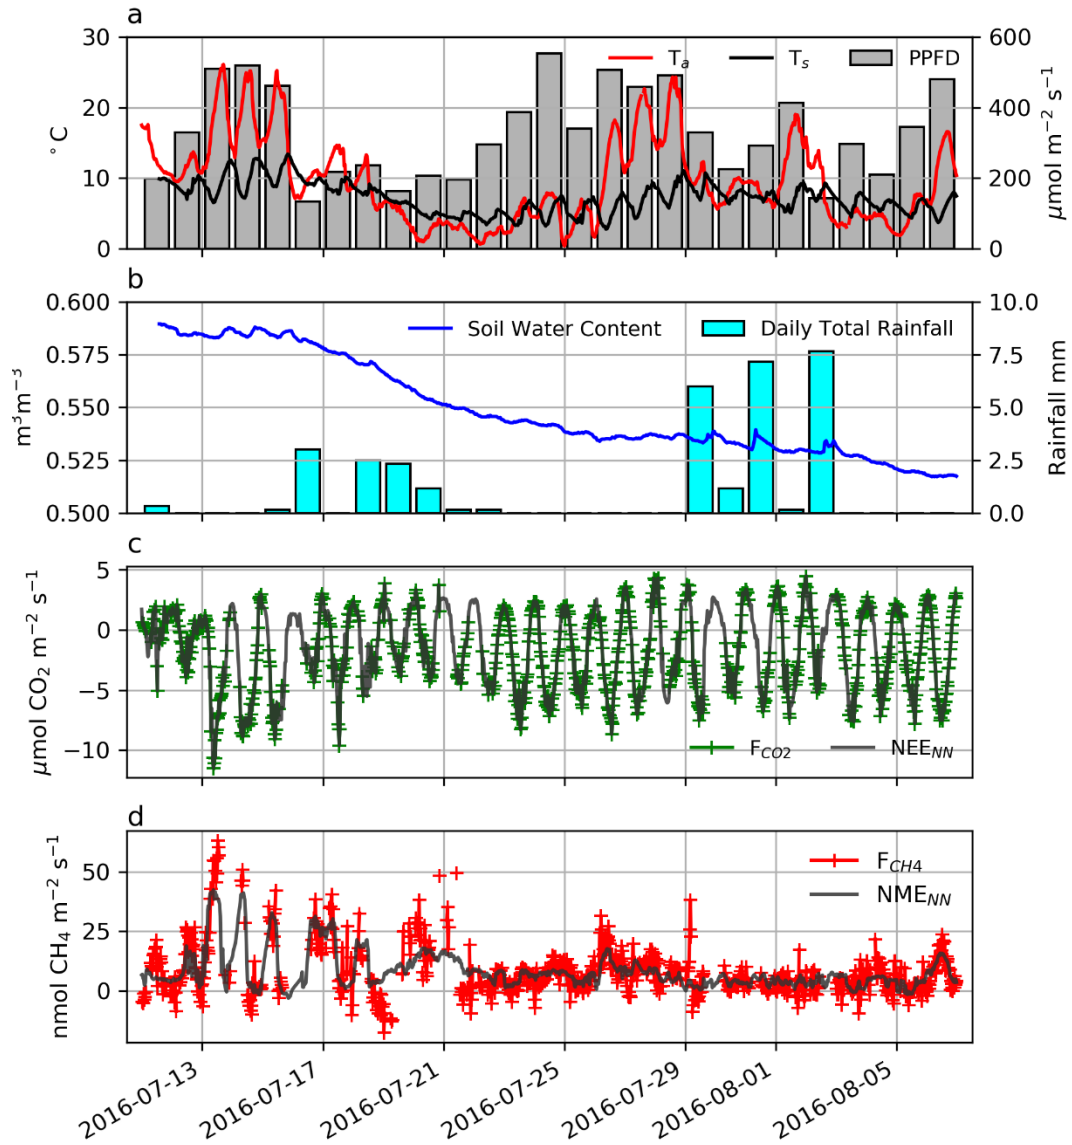 a
30
20
10
0
°C
T_a
T_s
PPFD
600
400
200
0
μmol m⁻² s⁻¹
b
0.600
0.575
0.550
0.525
0.500
m³m⁻³
Soil Water Content
Daily Total Rainfall
10.0
7.5
5.0
2.5
0.0
Rainfall mm
c
5
0
−5
−10
μmol CO₂ m⁻² s⁻¹
F_CO2
NEE_NN
d
50
25
0
nmol CH₄ m⁻² s⁻¹
F_CH4
NME_NN
2016-07-13
2016-07-17
2016-07-21
2016-07-25
2016-07-29
2016-08-01
2016-08-05